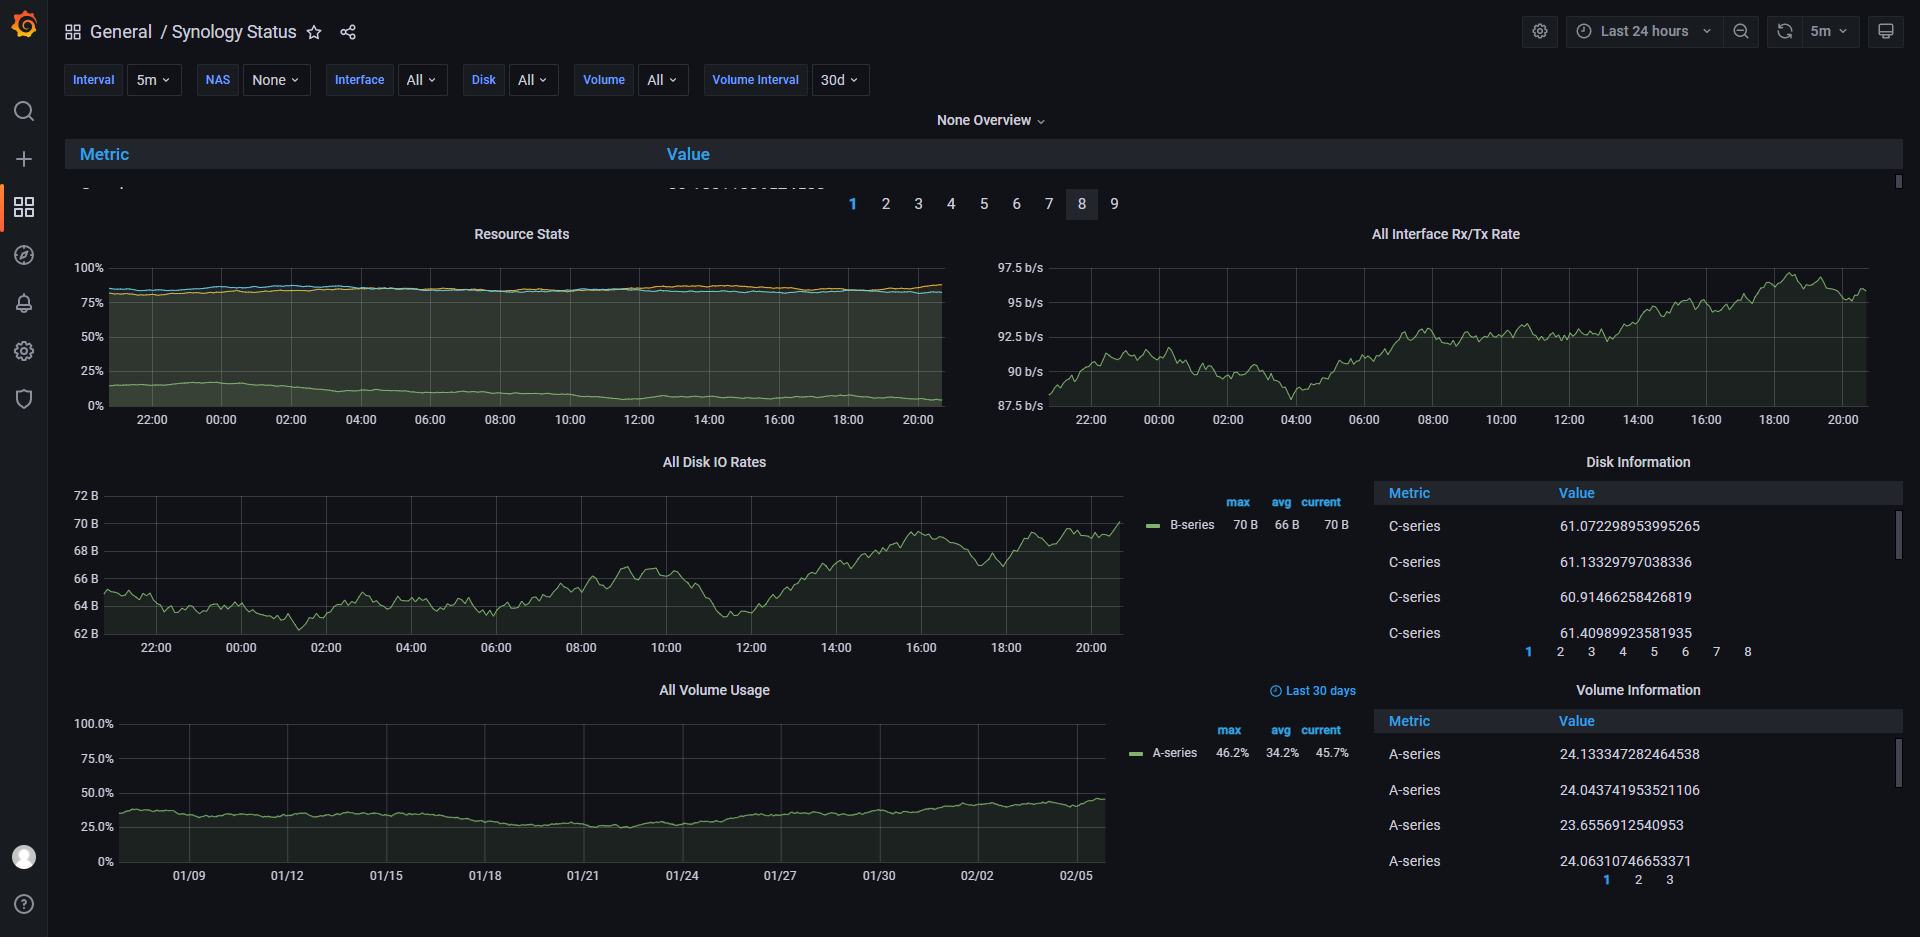 General / Synology Status
Last 24 hours
5m
Interval 5m NAS None Interface All Disk All Volume All Volume Interval 30d
None Overview
Metric Value
1 2 3 4 5 6 7 8 9
Resource Stats
100%
75%
50%
25%
0%
22:00 00:00 02:00 04:00 06:00 08:00 10:00 12:00 14:00 16:00 18:00 20:00
All Interface Rx/Tx Rate
97.5 b/s
95 b/s
92.5 b/s
90 b/s
87.5 b/s
22:00 00:00 02:00 04:00 06:00 08:00 10:00 12:00 14:00 16:00 18:00 20:00
All Disk IO Rates
72 B
70 B
68 B
66 B
64 B
62 B
22:00 00:00 02:00 04:00 06:00 08:00 10:00 12:00 14:00 16:00 18:00 20:00
max avg current
B-series 70 B 66 B 70 B
Disk Information
Metric Value
C-series 61.072298953995265
C-series 61.13329797038336
C-series 60.91466258426819
C-series 61.40989923581935
1 2 3 4 5 6 7 8
All Volume Usage
Last 30 days
100.0%
75.0%
50.0%
25.0%
0%
01/09 01/12 01/15 01/18 01/21 01/24 01/27 01/30 02/02 02/05
max avg current
A-series 46.2% 34.2% 45.7%
Volume Information
Metric Value
A-series 24.133347282464538
A-series 24.043741953521106
A-series 23.6556912540953
A-series 24.06310746653371
1 2 3